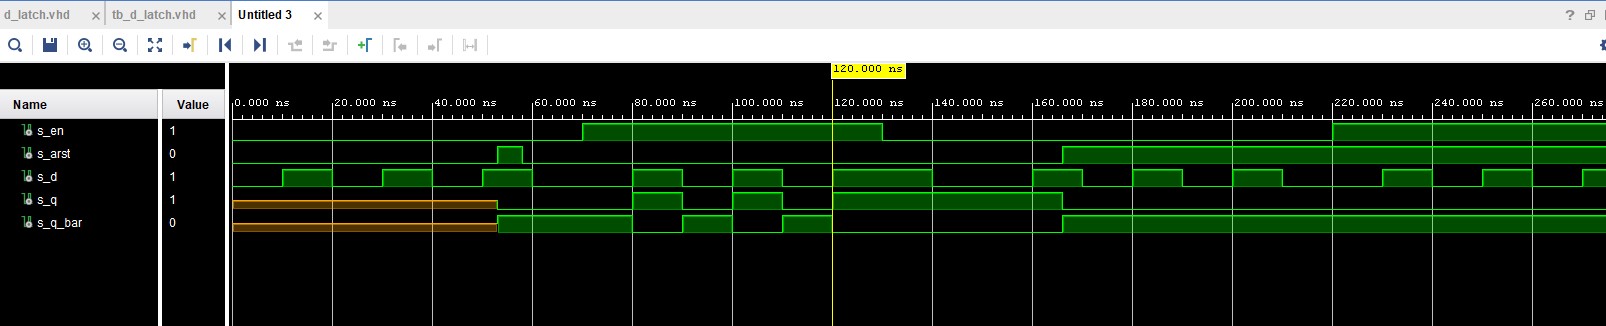 d_latch.vhd × tb_d_latch.vhd × Untitled 3 × ?
120.000 ns
Name Value 0.000 ns 20.000 ns 40.000 ns 60.000 ns 80.000 ns 100.000 ns 120.000 ns 140.000 ns 160.000 ns 180.000 ns 200.000 ns 220.000 ns 240.000 ns 260.000 ns
s_en 1
s_arst 0
s_d 1
s_q 1
s_q_bar 0